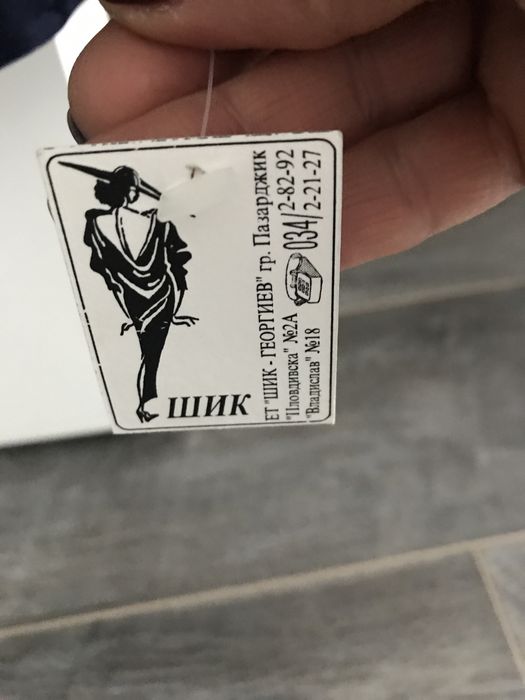 ШИК
ЕТ "ШИК - ГЕОРГИЕВ" гр. Пазарджик
"Пловдивска" №2А
"Владислав" №18
034/2-82-92
2-21-27